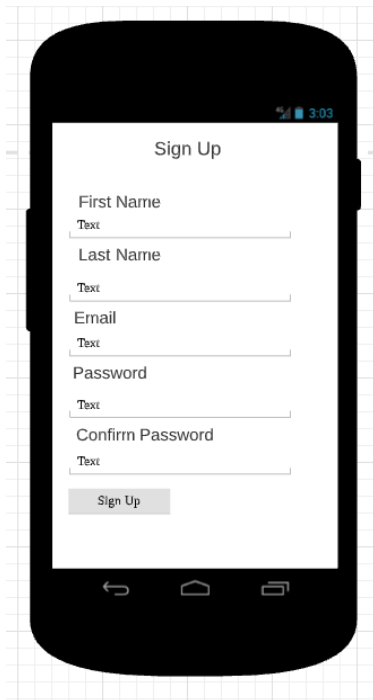 4G 3:03
Sign Up
First Name
Text
Last Name
Text
Email
Text
Password
Text
Confirm Password
Text
Sign Up